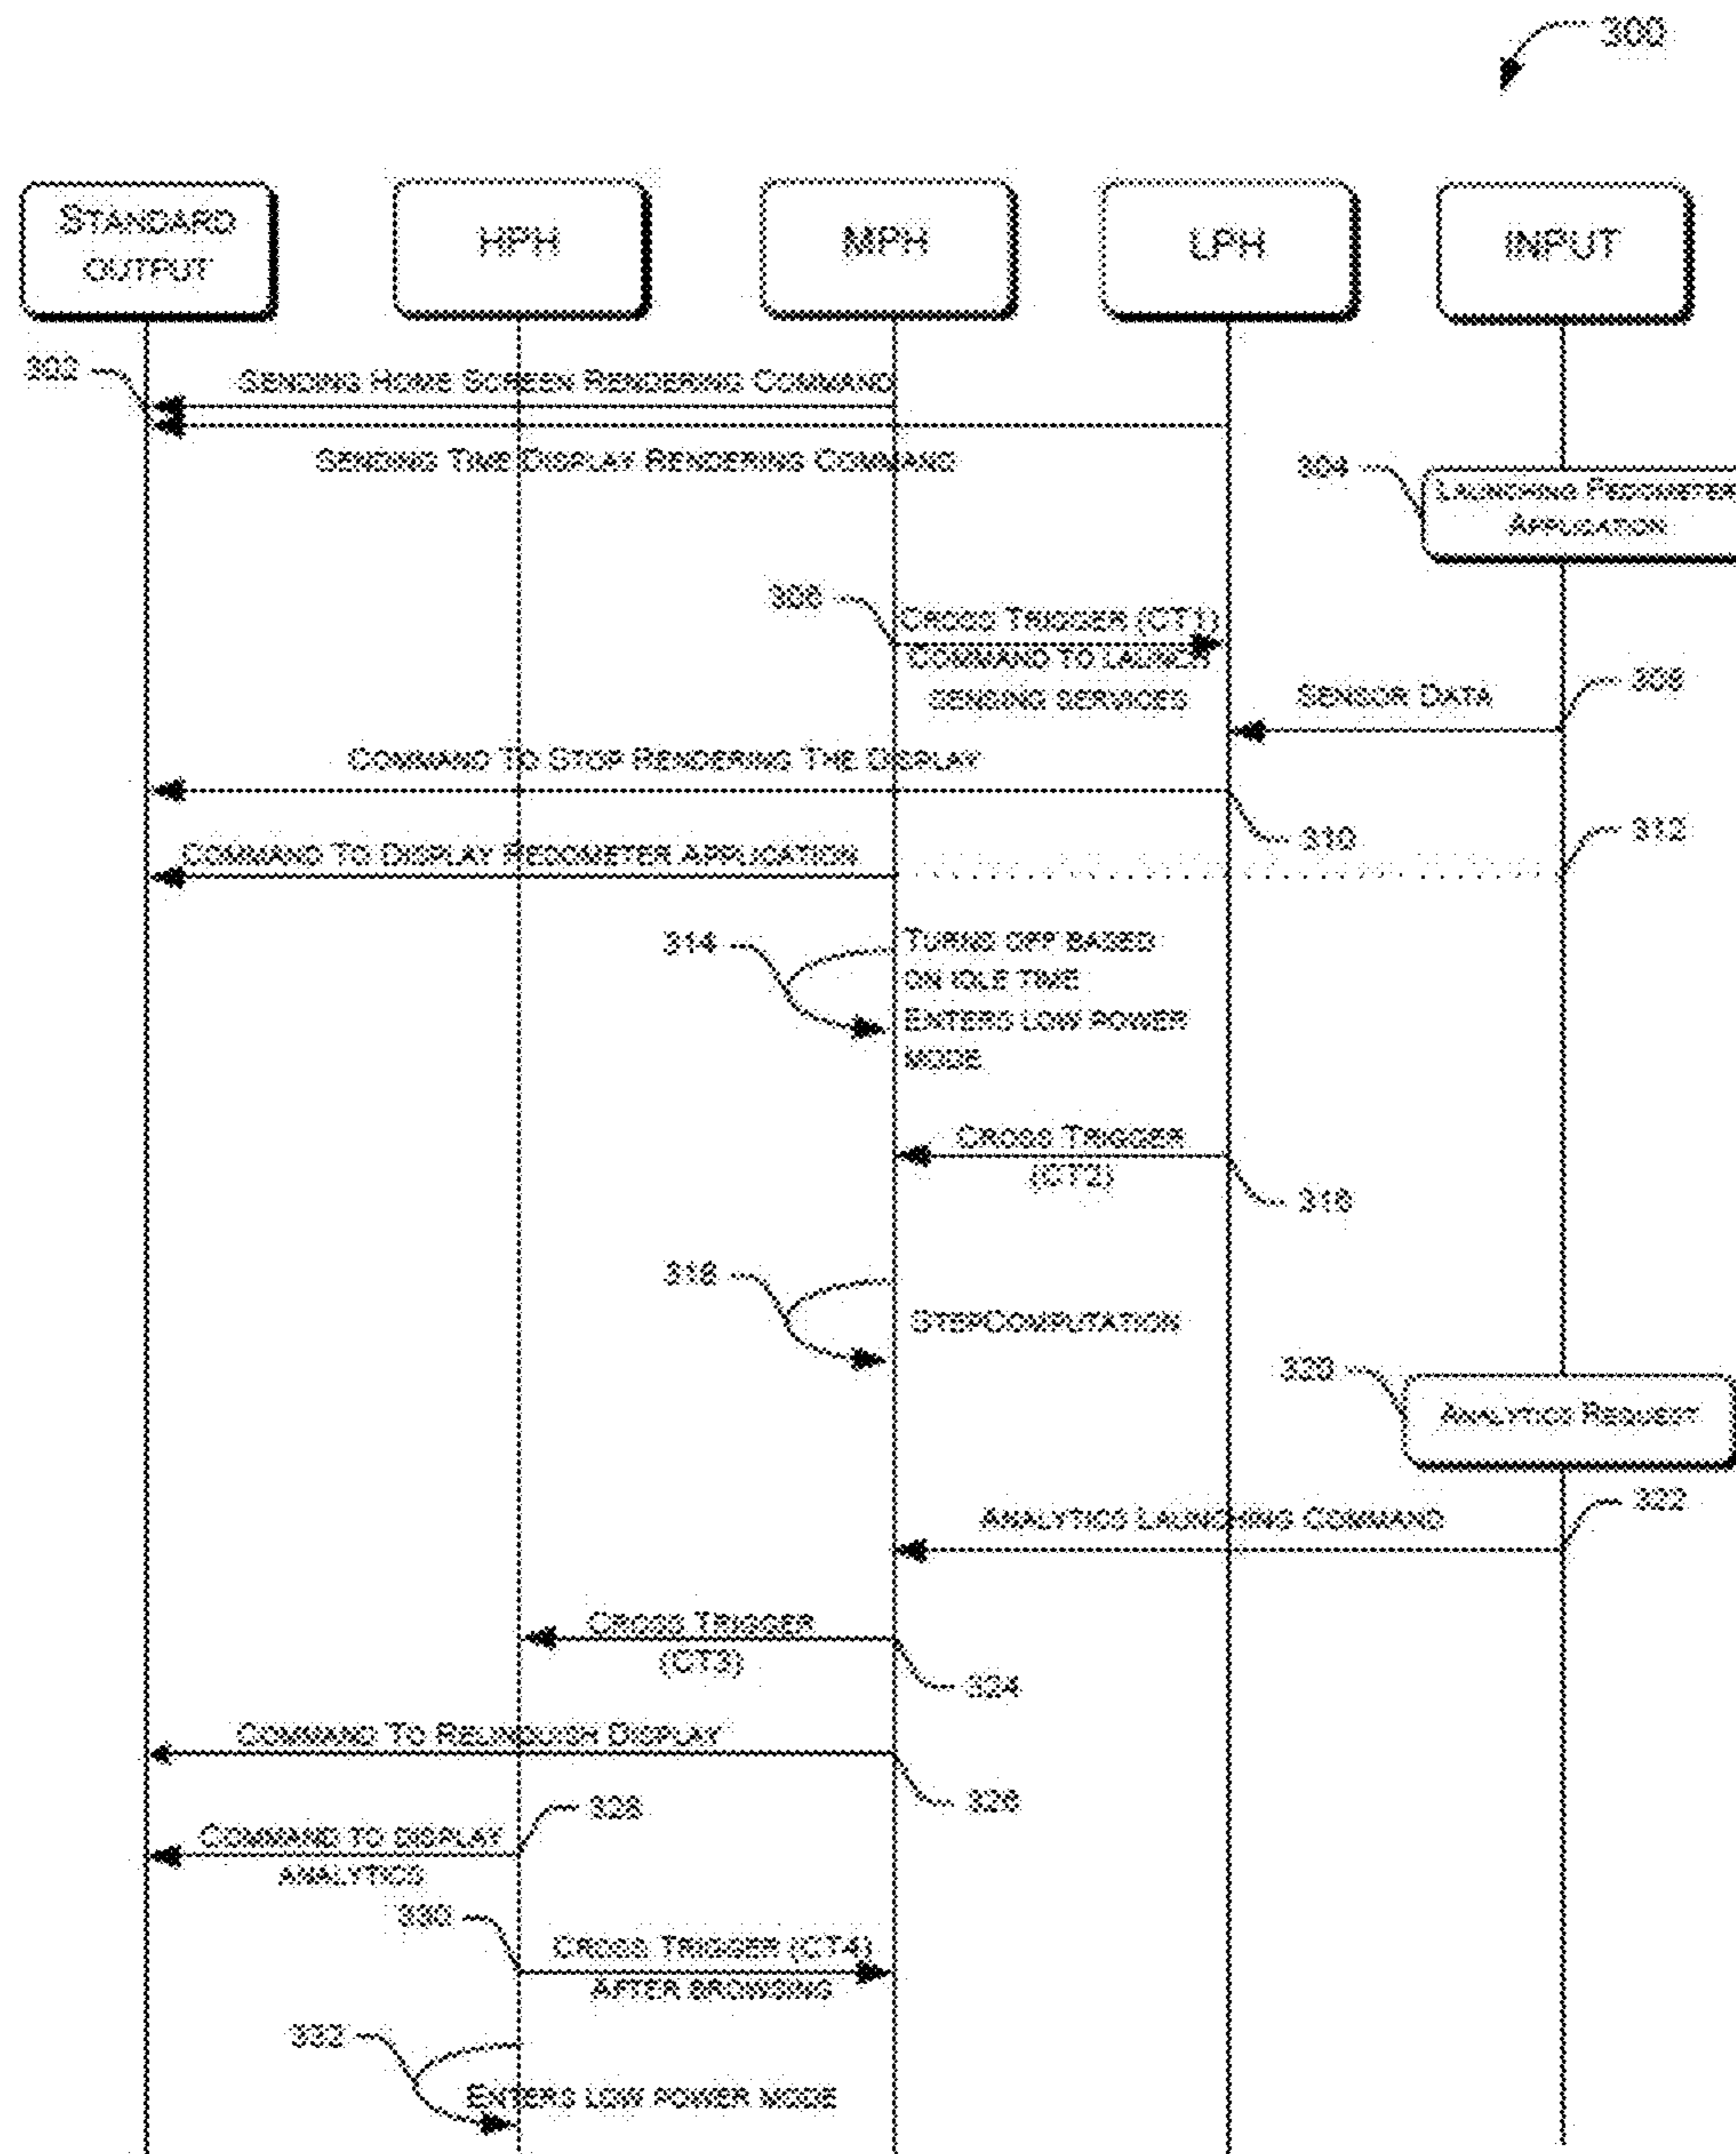 300
STANDARD
OUTPUT
HPH
MPH
LPH
INPUT
302
SENDING HOME SCREEN RENDERING COMMAND
SENDING TIME DISPLAY RENDERING COMMAND
304
LAUNCHING PEDOMETER
APPLICATION
306
CROSS TRIGGER (CT1)
COMMAND TO LAUNCH
SENSING SERVICES
SENSOR DATA
308
COMMAND TO STOP RENDERING THE DISPLAY
310
312
COMMAND TO DISPLAY PEDOMETER APPLICATION
314
TURNS OFF BASED
ON IDLE TIME
ENTERS LOW POWER
MODE
CROSS TRIGGER
(CT2)
316
318
STEPCOMPUTATION
320
ANALYTICS REQUEST
322
ANALYTICS LAUNCHING COMMAND
CROSS TRIGGER
(CT3)
324
COMMAND TO RELINQUISH DISPLAY
326
328
COMMAND TO DISPLAY
ANALYTICS
330
CROSS TRIGGER (CT4)
AFTER BROWSING
332
ENTERS LOW POWER MODE